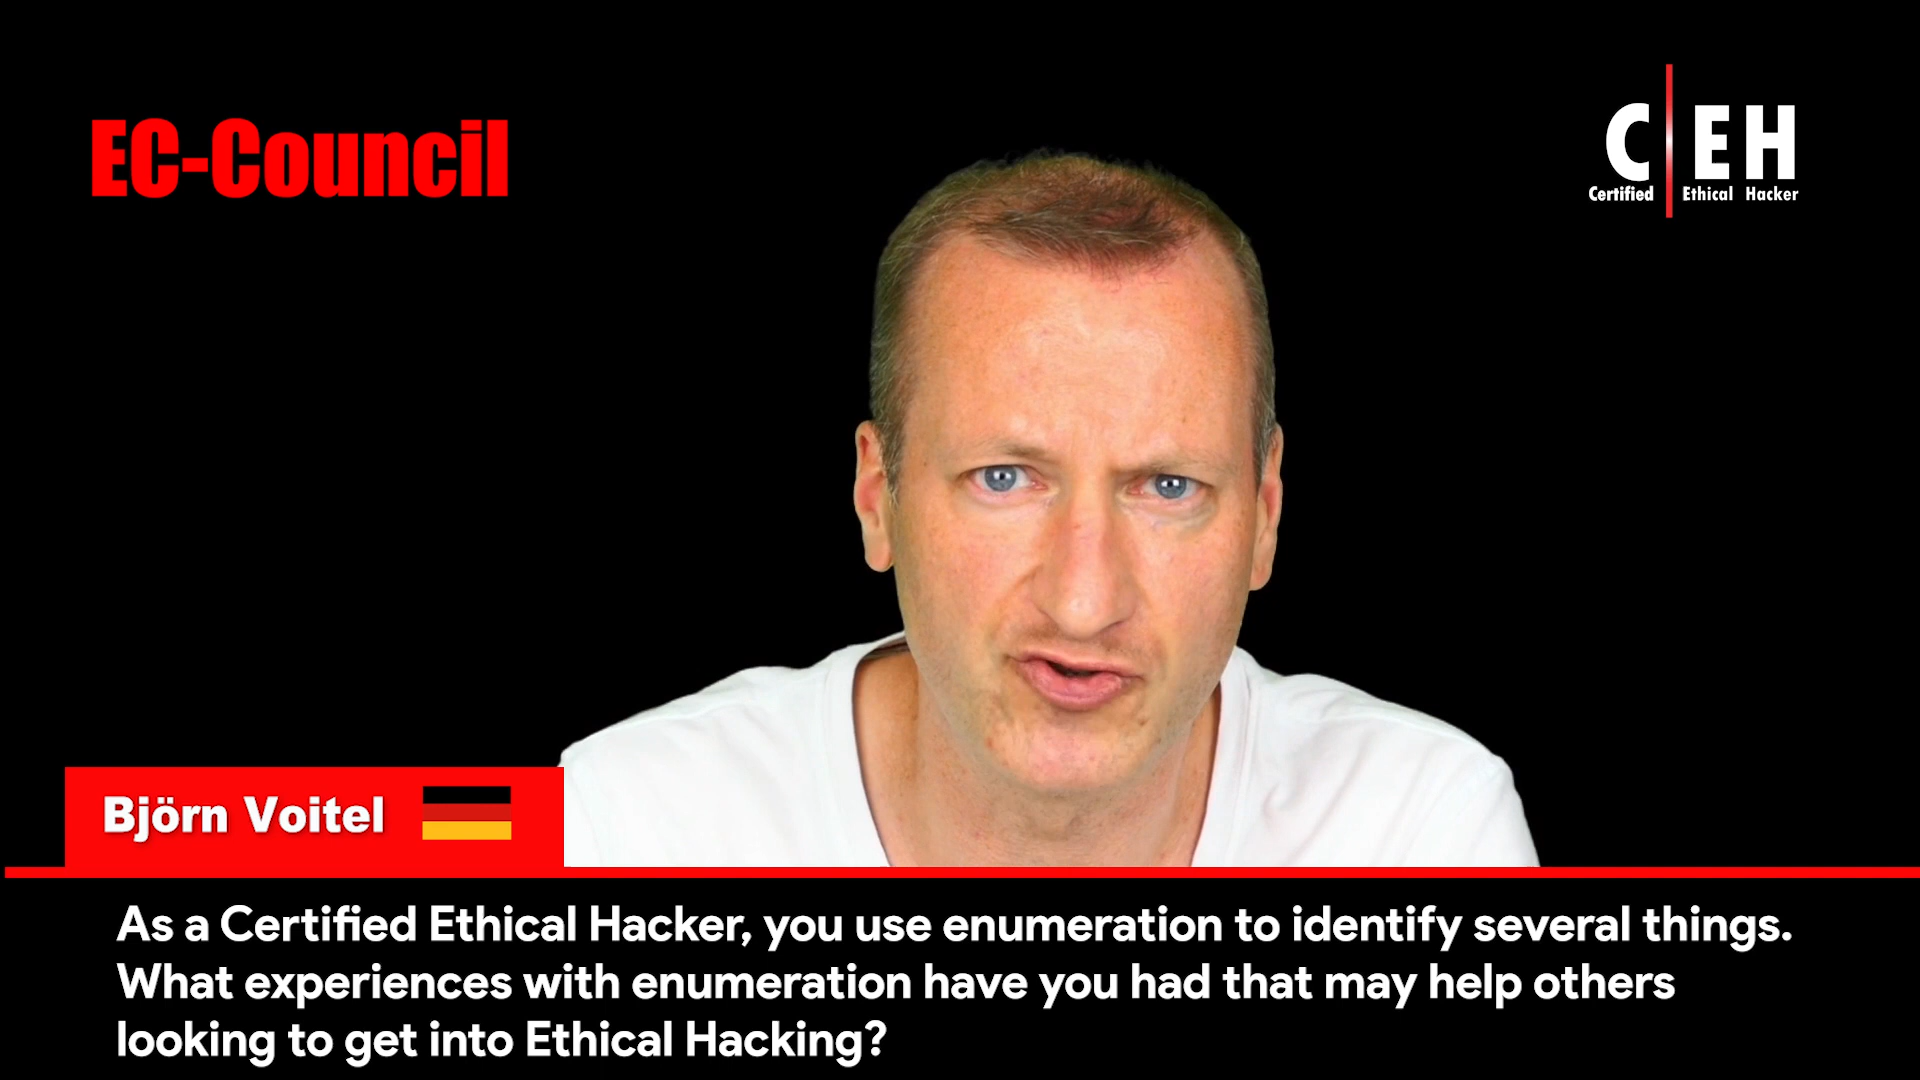 EC-Council
C EH
Certified Ethical Hacker
Björn Voitel
As a Certified Ethical Hacker, you use enumeration to identify several things.
What experiences with enumeration have you had that may help others
looking to get into Ethical Hacking?